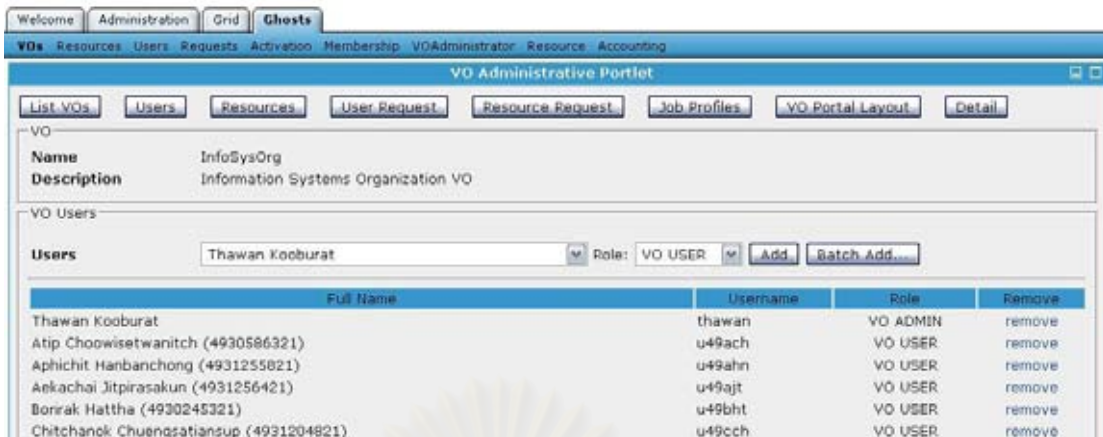 Welcome Administration Grid Ghosts
VOs Resources Users Requests Activation Membership VOAdministrator Resource Accounting
VO Administrative Portlet
List VOs Users Resources User Request Resource Request Job Profiles VO Portal Layout Detail
VO
Name InfoSysOrg
Description Information Systems Organization VO
VO Users
Users Thawan Kooburat Role: VO USER Add Batch Add...
Full Name Username Role Remove
Thawan Kooburat thawan VO ADMIN remove
Atip Choowisetwanitch (4930586321) u49ach VO USER remove
Aphichit Hanbanchong (4931255821) u49ahn VO USER remove
Aekachai Jitpirasakun (4931256421) u49ajt VO USER remove
Bonrak Hattha (4930245321) u49bht VO USER remove
Chitchanok Chuengsatiansup (4931204821) u49cch VO USER remove